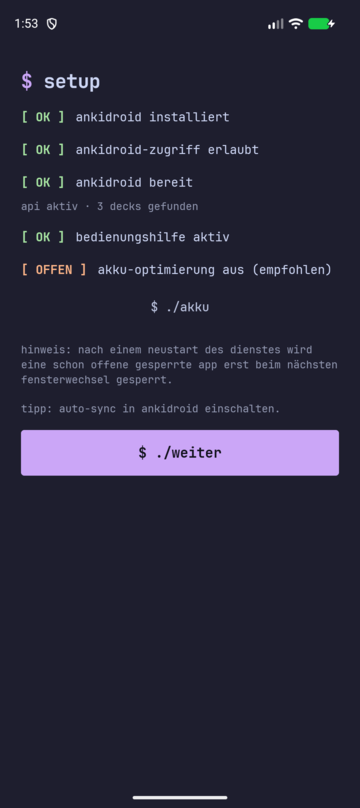 1:53
$ setup
[ OK ] ankidroid installiert
[ OK ] ankidroid-zugriff erlaubt
[ OK ] ankidroid bereit
api aktiv · 3 decks gefunden
[ OK ] bedienungshilfe aktiv
[ OFFEN ] akku-optimierung aus (empfohlen)
$ ./akku
hinweis: nach einem neustart des dienstes wird
eine schon offene gesperrte app erst beim nächsten
fensterwechsel gesperrt.
tipp: auto-sync in ankidroid einschalten.
$ ./weiter